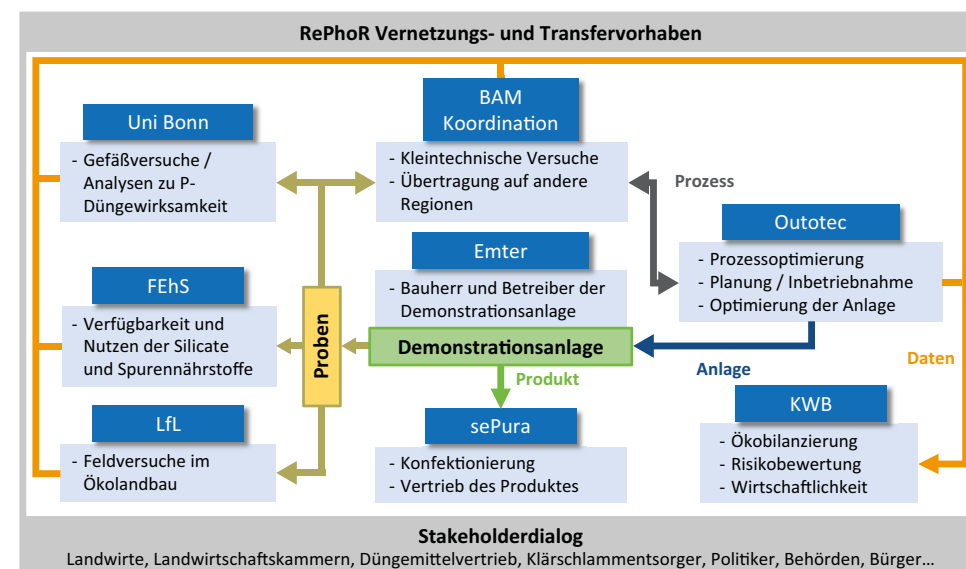 RePhoR Vernetzungs- und Transfervorhaben
Uni Bonn
- Gefäßversuche /
Analysen zu P-
Düngewirksamkeit
BAM
Koordination
- Kleintechnische Versuche
- Übertragung auf andere
Regionen
Prozess
Outotec
- Prozessoptimierung
- Planung / Inbetriebnahme
- Optimierung der Anlage
Emter
- Bauherr und Betreiber der
Demonstrationsanlage
FEhS
- Verfügbarkeit und
Nutzen der Silicate
und Spurennährstoffe
Proben
Demonstrationsanlage
Anlage
Daten
Produkt
LfL
- Feldversuche im
Ökolandbau
sePura
- Konfektionierung
- Vertrieb des Produktes
KWB
- Ökobilanzierung
- Risikobewertung
- Wirtschaftlichkeit
Stakeholderdialog
Landwirte, Landwirtschaftskammern, Düngemittelvertrieb, Klärschlammentsorger, Politiker, Behörden, Bürger...